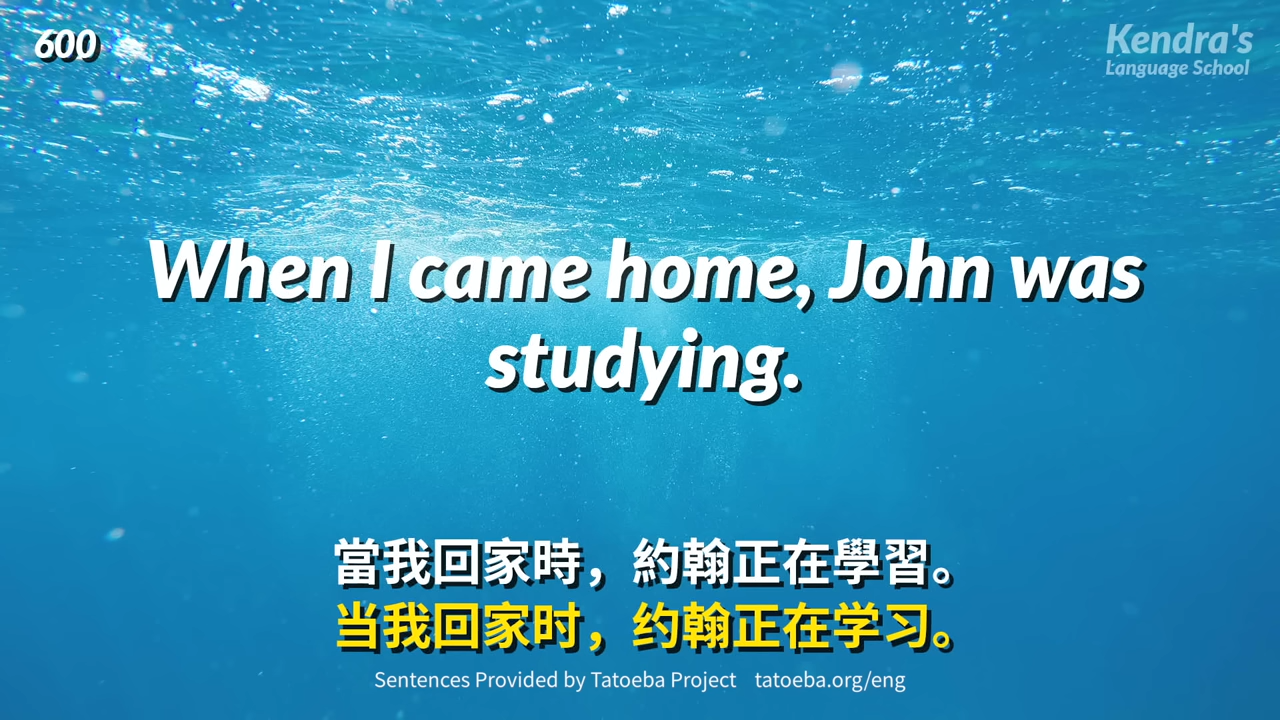 600
Kendra's
Language School
When I came home, John was
studying.
當我回家時，約翰正在學習。
当我回家时，约翰正在学习。
Sentences Provided by Tatoeba Project tatoeba.org/eng